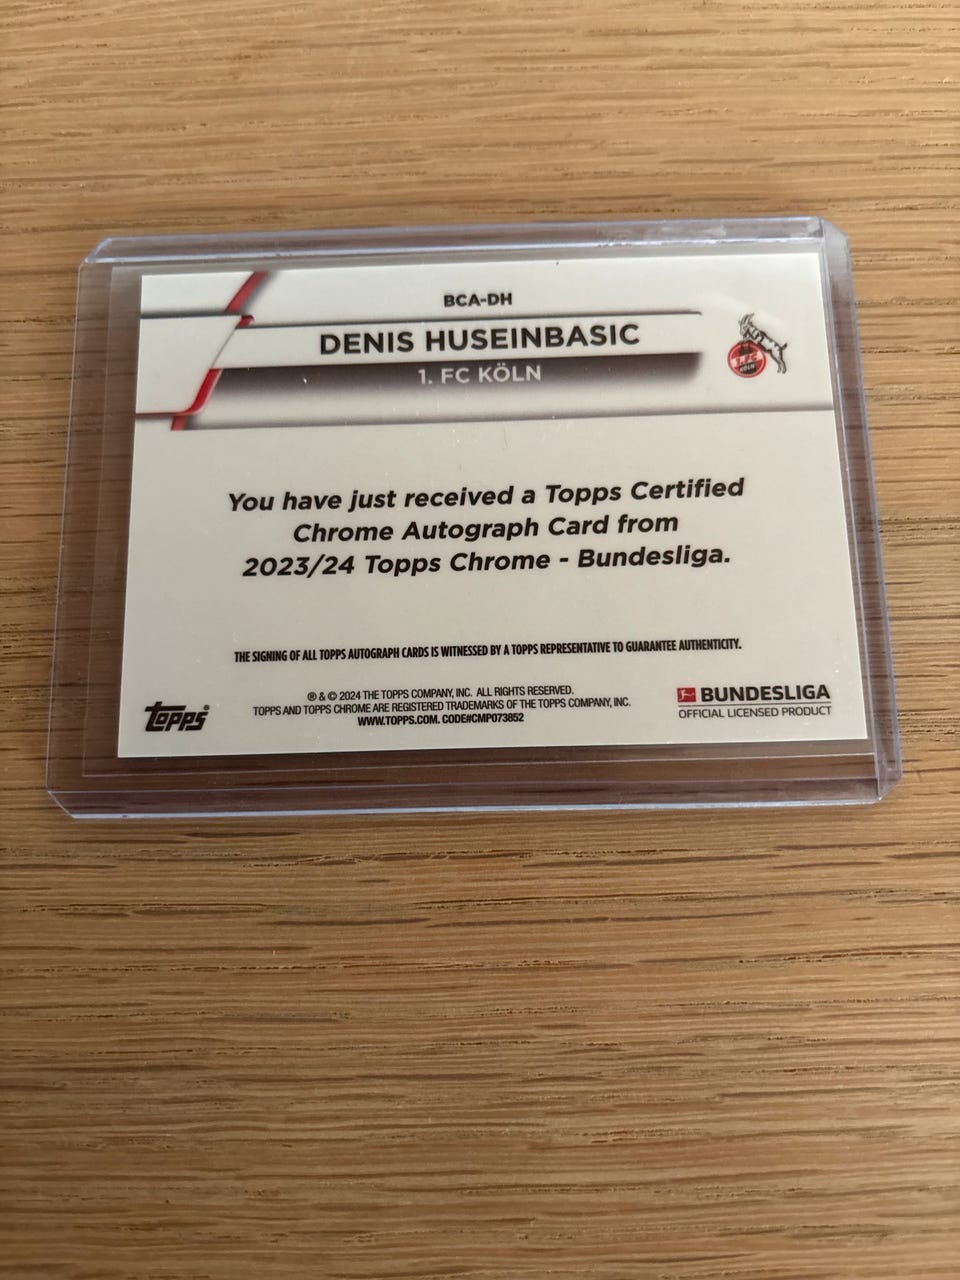 BCA-DH
DENIS HUSEINBASIC
1. FC KÖLN
1. FC
KÖLN
You have just received a Topps Certified
Chrome Autograph Card from
2023/24 Topps Chrome - Bundesliga.
THE SIGNING OF ALL TOPPS AUTOGRAPH CARDS IS WITNESSED BY A TOPPS REPRESENTATIVE TO GUARANTEE AUTHENTICITY.
topps®
® & © 2024 THE TOPPS COMPANY, INC. ALL RIGHTS RESERVED.
TOPPS AND TOPPS CHROME ARE REGISTERED TRADEMARKS OF THE TOPPS COMPANY, INC.
WWW.TOPPS.COM. CODE#CMP073852
BUNDESLIGA
OFFICIAL LICENSED PRODUCT